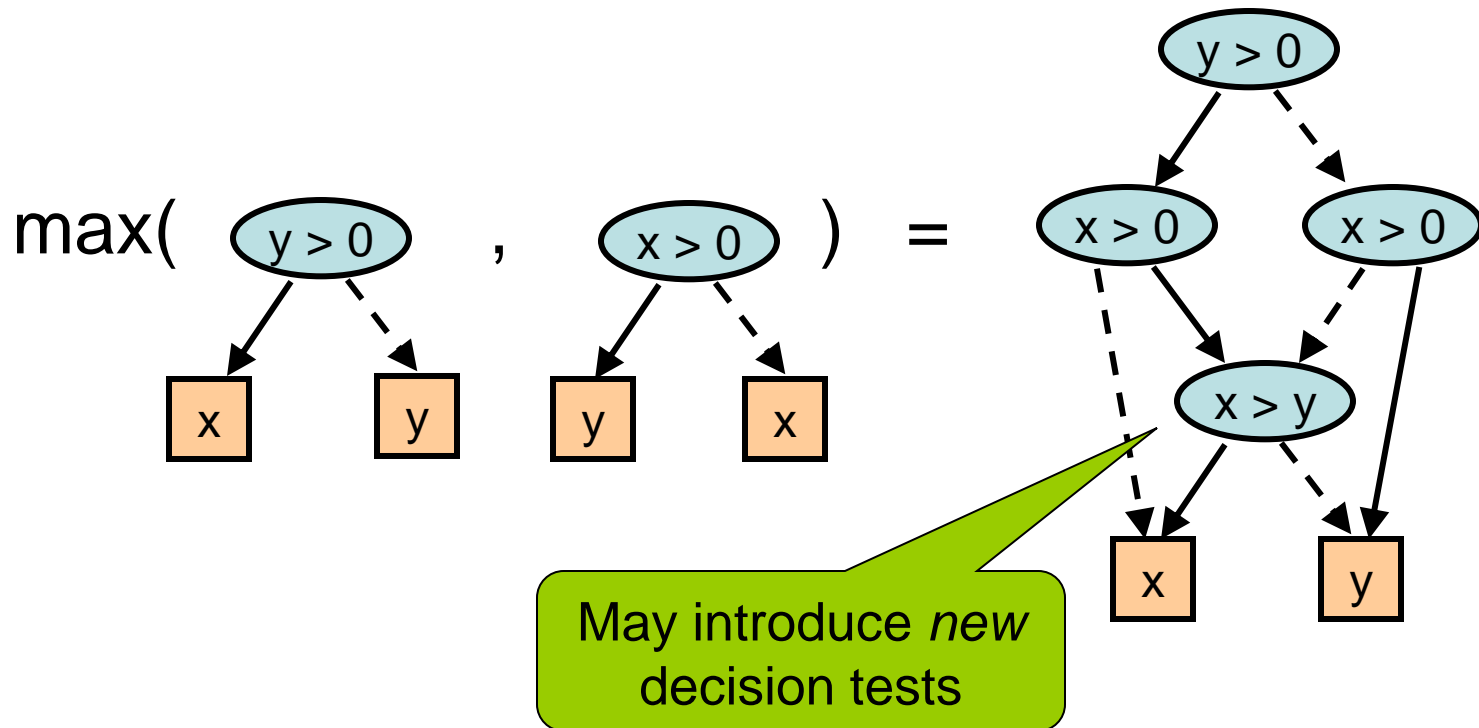 max( y > 0 , x > 0 ) =
x y y x
y > 0
x > 0 x > 0
x > y
x y
May introduce new
decision tests